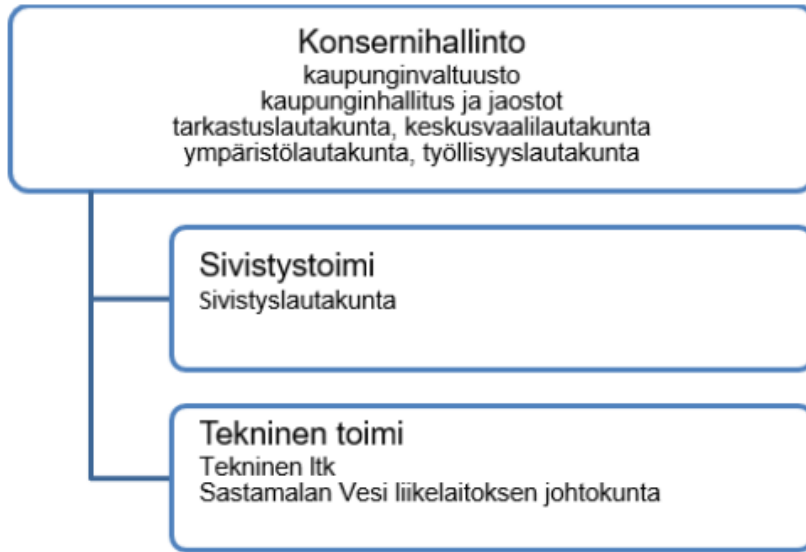 Konsernihallinto
kaupunginvaltuusto
kaupunginhallitus ja jaostot
tarkastuslautakunta, keskusvaalilautakunta
ympäristölautakunta, työllisyyslautakunta
Sivistystoimi
Sivistyslautakunta
Tekninen toimi
Tekninen ltk
Sastamalan Vesi liikelaitoksen johtokunta